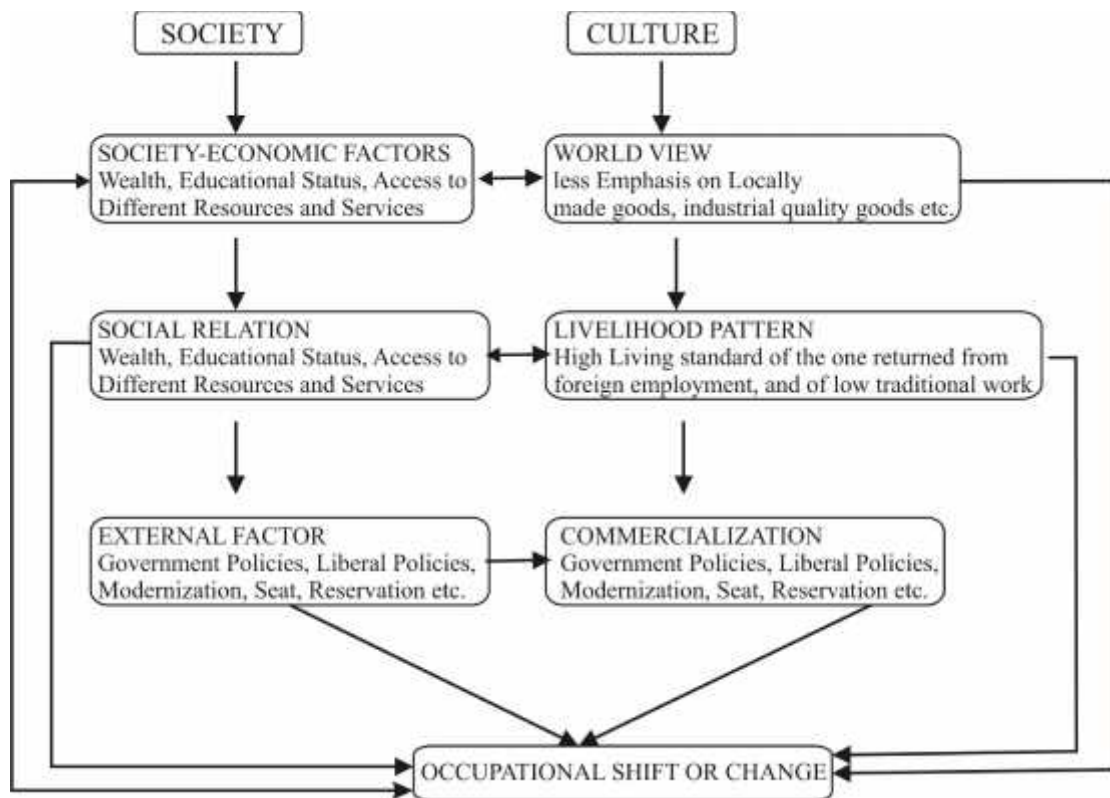 SOCIETY
CULTURE
SOCIETY-ECONOMIC FACTORS
Wealth, Educational Status, Access to
Different Resources and Services
WORLD VIEW
less Emphasis on Locally
made goods, industrial quality goods etc.
SOCIAL RELATION
Wealth, Educational Status, Access to
Different Resources and Services
LIVELIHOOD PATTERN
High Living standard of the one returned from
foreign employment, and of low traditional work
EXTERNAL FACTOR
Government Policies, Liberal Policies,
Modernization, Seat, Reservation etc.
COMMERCIALIZATION
Government Policies, Liberal Policies,
Modernization, Seat, Reservation etc.
OCCUPATIONAL SHIFT OR CHANGE